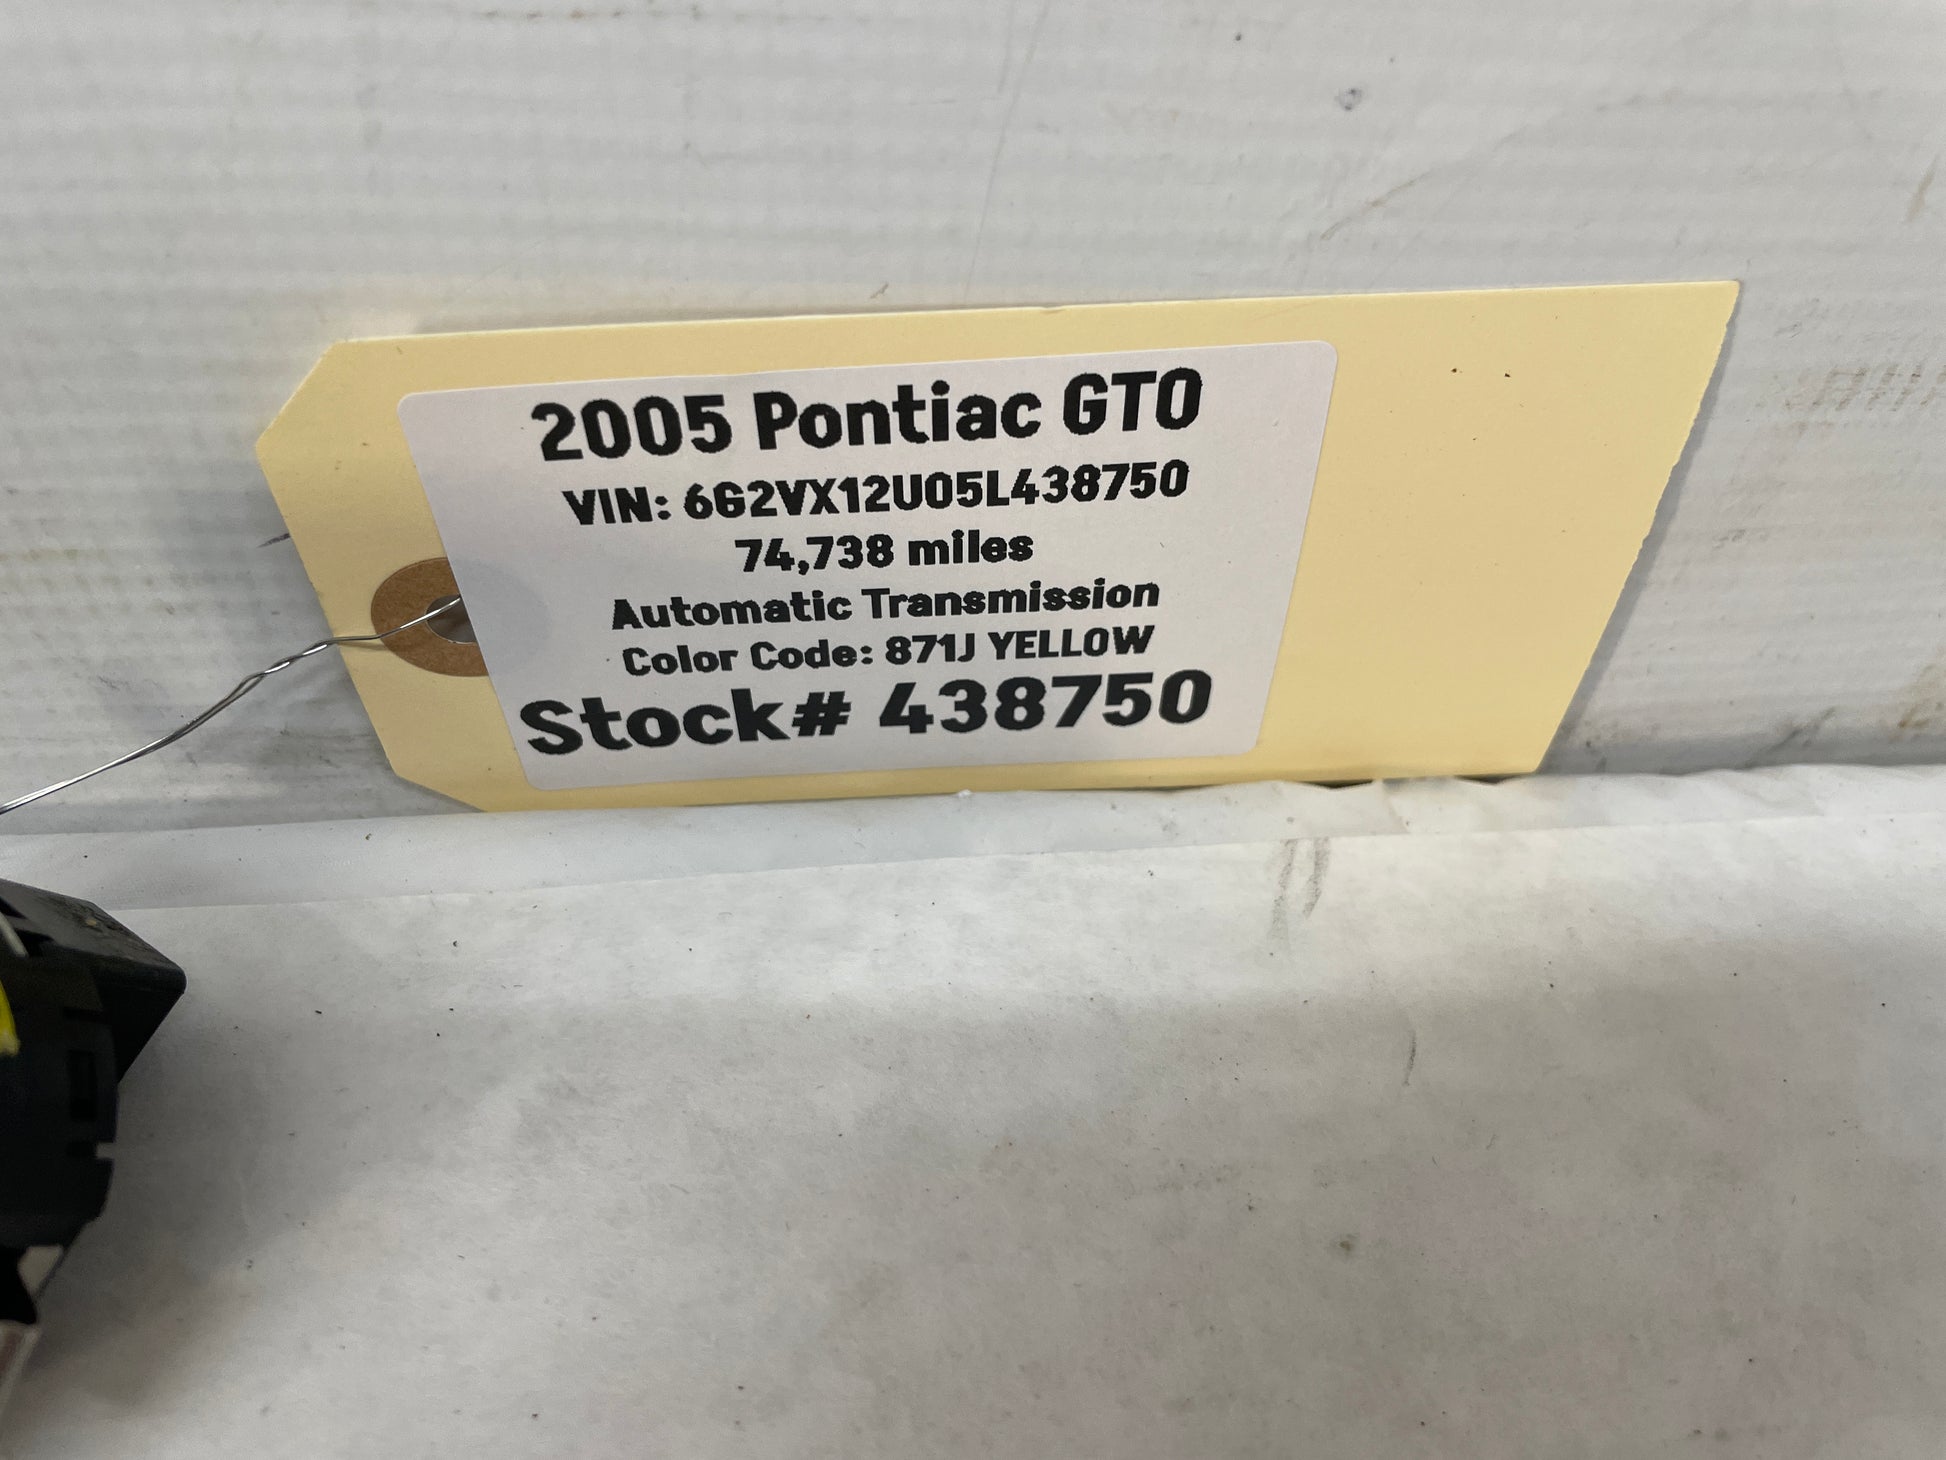 2005 Pontiac GTO
VIN: 6G2VX12U05L438750
74,738 miles
Automatic Transmission
Color Code: 871J YELLOW
Stock# 438750